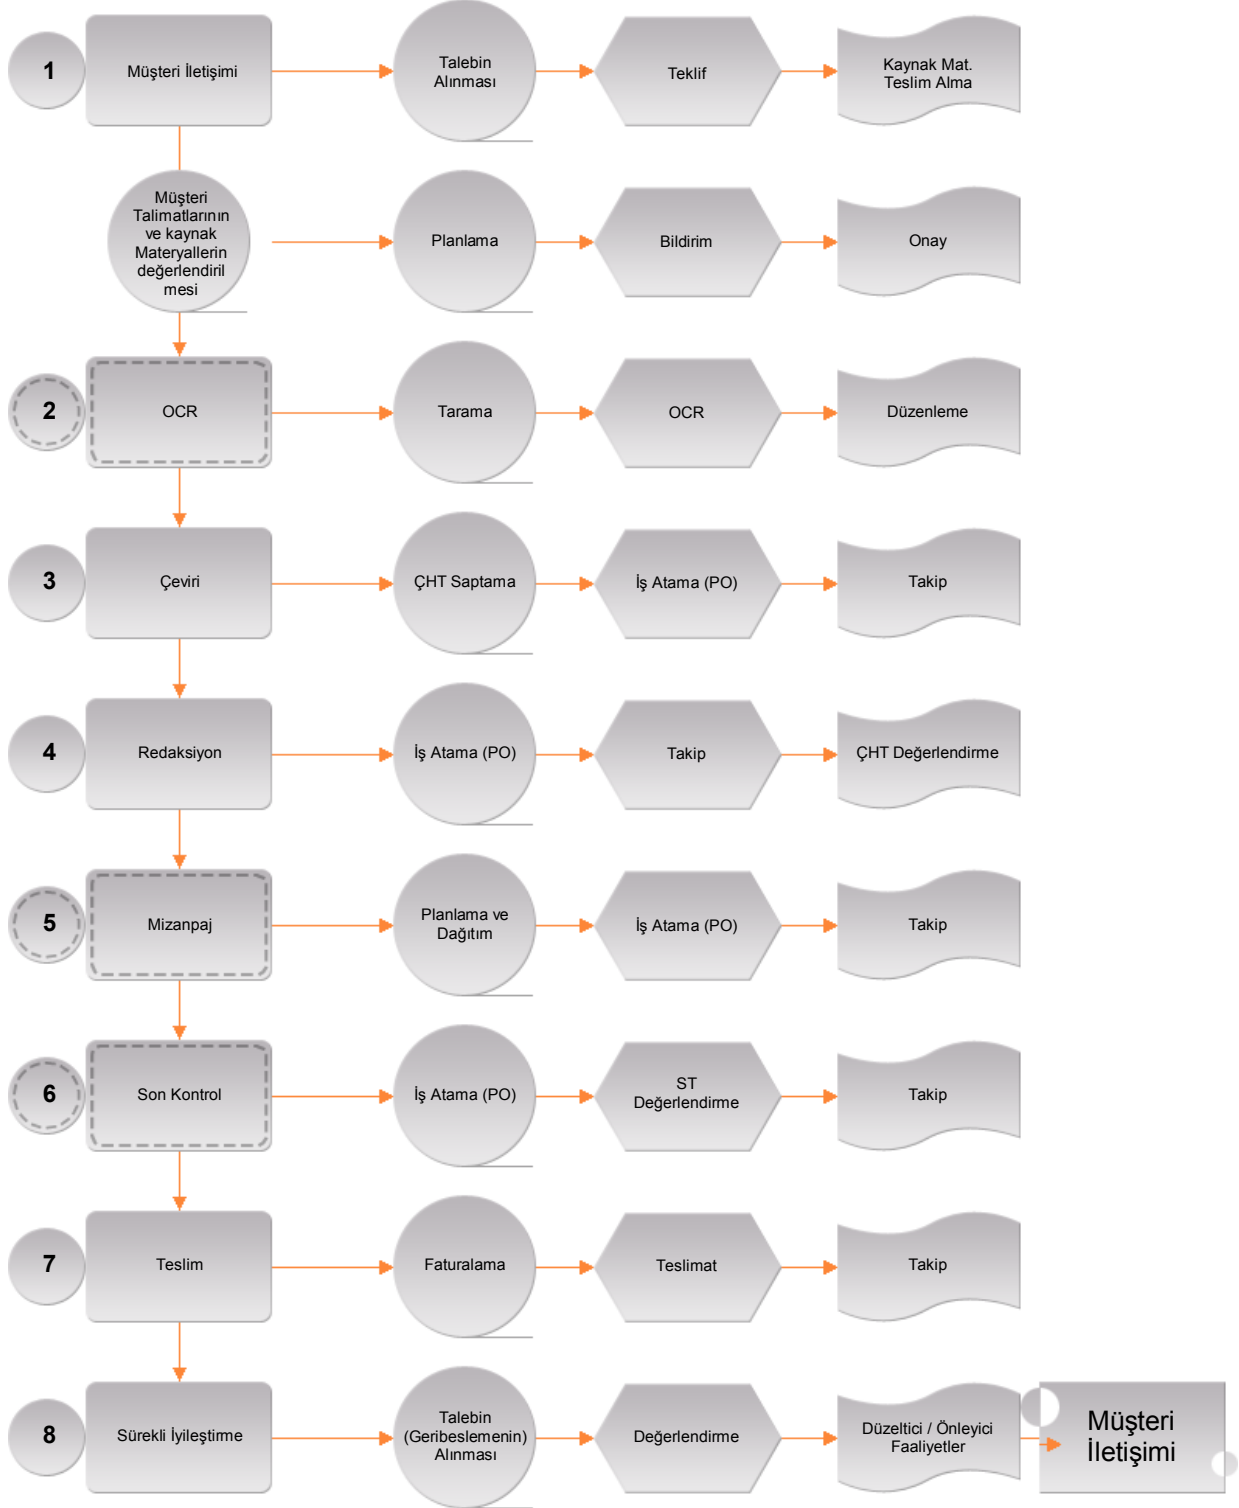 1
Müşteri İletişimi
Talebin
Alınması
Teklif
Kaynak Mat.
Teslim Alma
Müşteri
Talimatlarının
ve kaynak
Materyallerin
değerlendiril
mesi
Planlama
Bildirim
Onay
2
OCR
Tarama
OCR
Düzenleme
3
Çeviri
ÇHT Saptama
İş Atama (PO)
Takip
4
Redaksiyon
İş Atama (PO)
Takip
ÇHT Değerlendirme
5
Mizanpaj
Planlama ve
Dağıtım
İş Atama (PO)
Takip
6
Son Kontrol
İş Atama (PO)
ST
Değerlendirme
Takip
7
Teslim
Faturalama
Teslimat
Takip
8
Sürekli İyileştirme
Talebin
(Geribeslemenin)
Alınması
Değerlendirme
Düzeltici / Önleyici
Faaliyetler
Müşteri
İletişimi